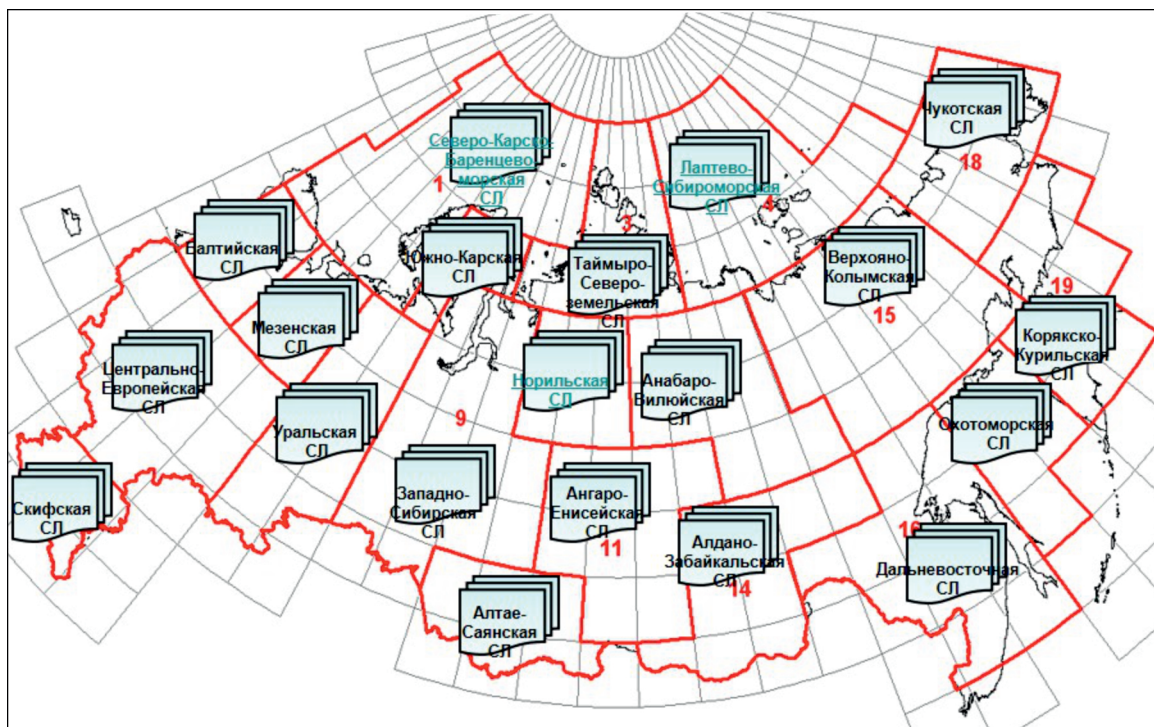 Чукотская
СЛ
18
Северо-Карско-
Баренцево-
морская
СЛ
1
Лаптево-
Сибироморская
СЛ
4
3
Балтийская
СЛ
Южно-Карская
СЛ
Таймыро-
Северо-
земельская
СЛ
Верхояно-
Колымская
СЛ
15
19
Мезенская
СЛ
Корякско-
Курильская
СЛ
Центрально-
Европейская
СЛ
Норильская
СЛ
Анабаро-
Вилюйская
СЛ
9
Уральская
СЛ
Охотоморская
СЛ
Западно-
Сибирская
СЛ
Ангаро-
Енисейская
СЛ
11
Скифская
СЛ
Алдано-
Забайкальская
СЛ
14
Дальневосточная
СЛ
Алтае-
Саянская
СЛ